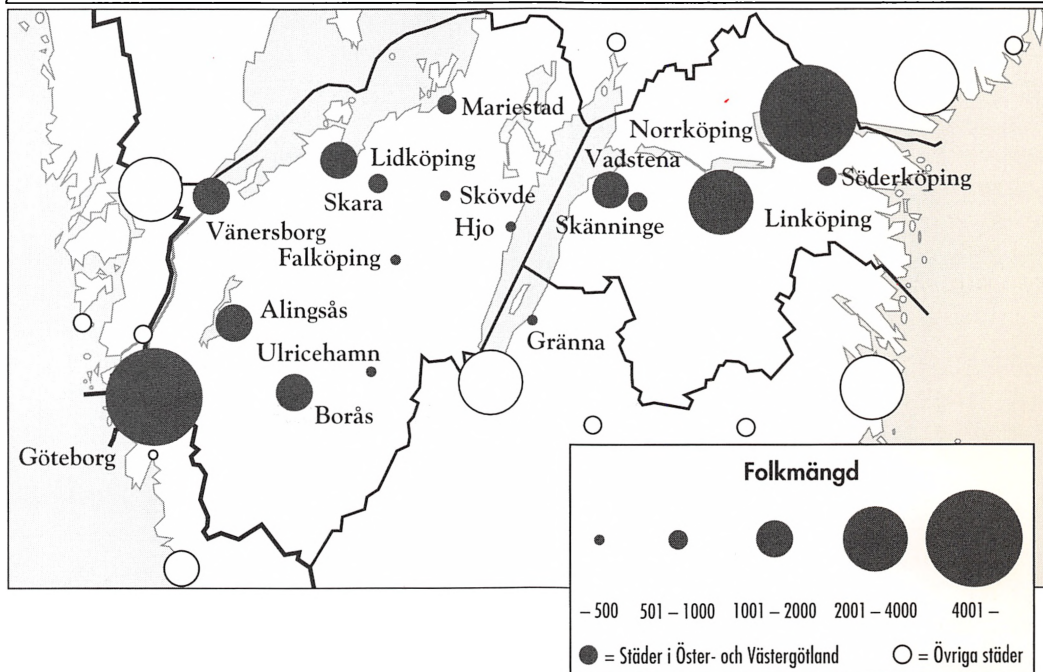 Mariestad
Norrköping
Lidköping
Vadstena
Söderköping
Skara
Skövde
Skänninge
Linköping
Vänersborg
Hjo
Falköping
Alingsås
Gränna
Ulricehamn
Borås
Göteborg
Folkmängd
– 500 501 – 1000 1001 – 2000 2001 – 4000 4001 –
= Städer i Öster- och Västergötland = Övriga städer